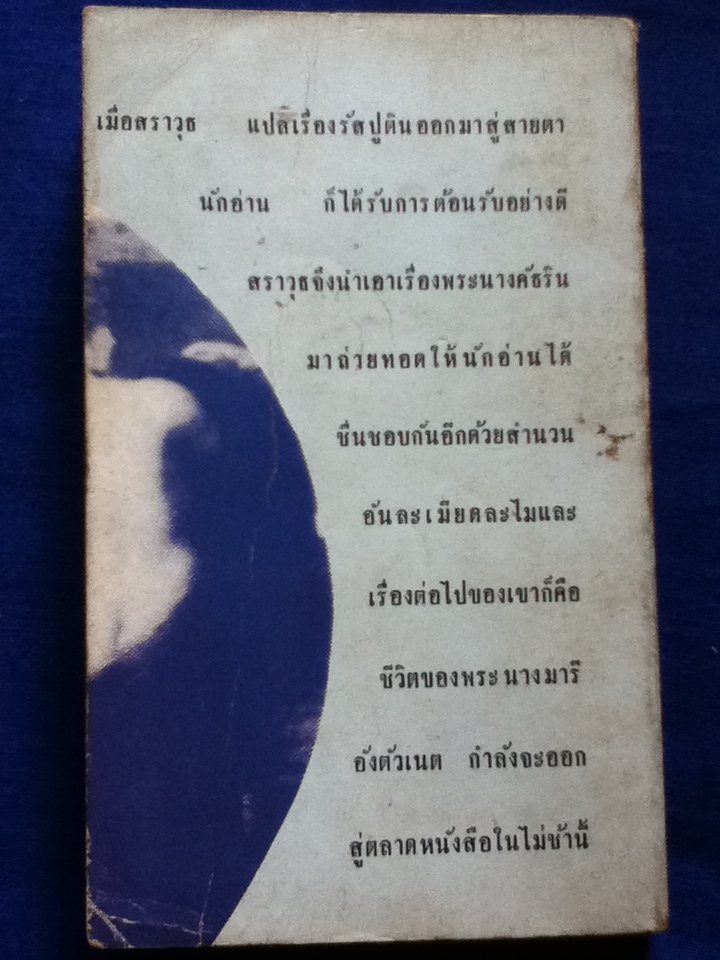 เมื่อสราวุธ แปลเรื่องรัสปูตินออกมาสู่สายตา
นักอ่าน ก็ได้รับการต้อนรับอย่างดี
สราวุธจึงนำเอาเรื่องพระนางคัธริน
มาถ่ายทอดให้นักอ่านได้
ชื่นชอบกันอีกด้วยสำนวน
อันละเมียดละไมและ
เรื่องต่อไปของเขาก็คือ
ชีวิตของพระนางมารี
อังตัวเนต กำลังจะออก
สู่ตลาดหนังสือในไม่ช้านี้